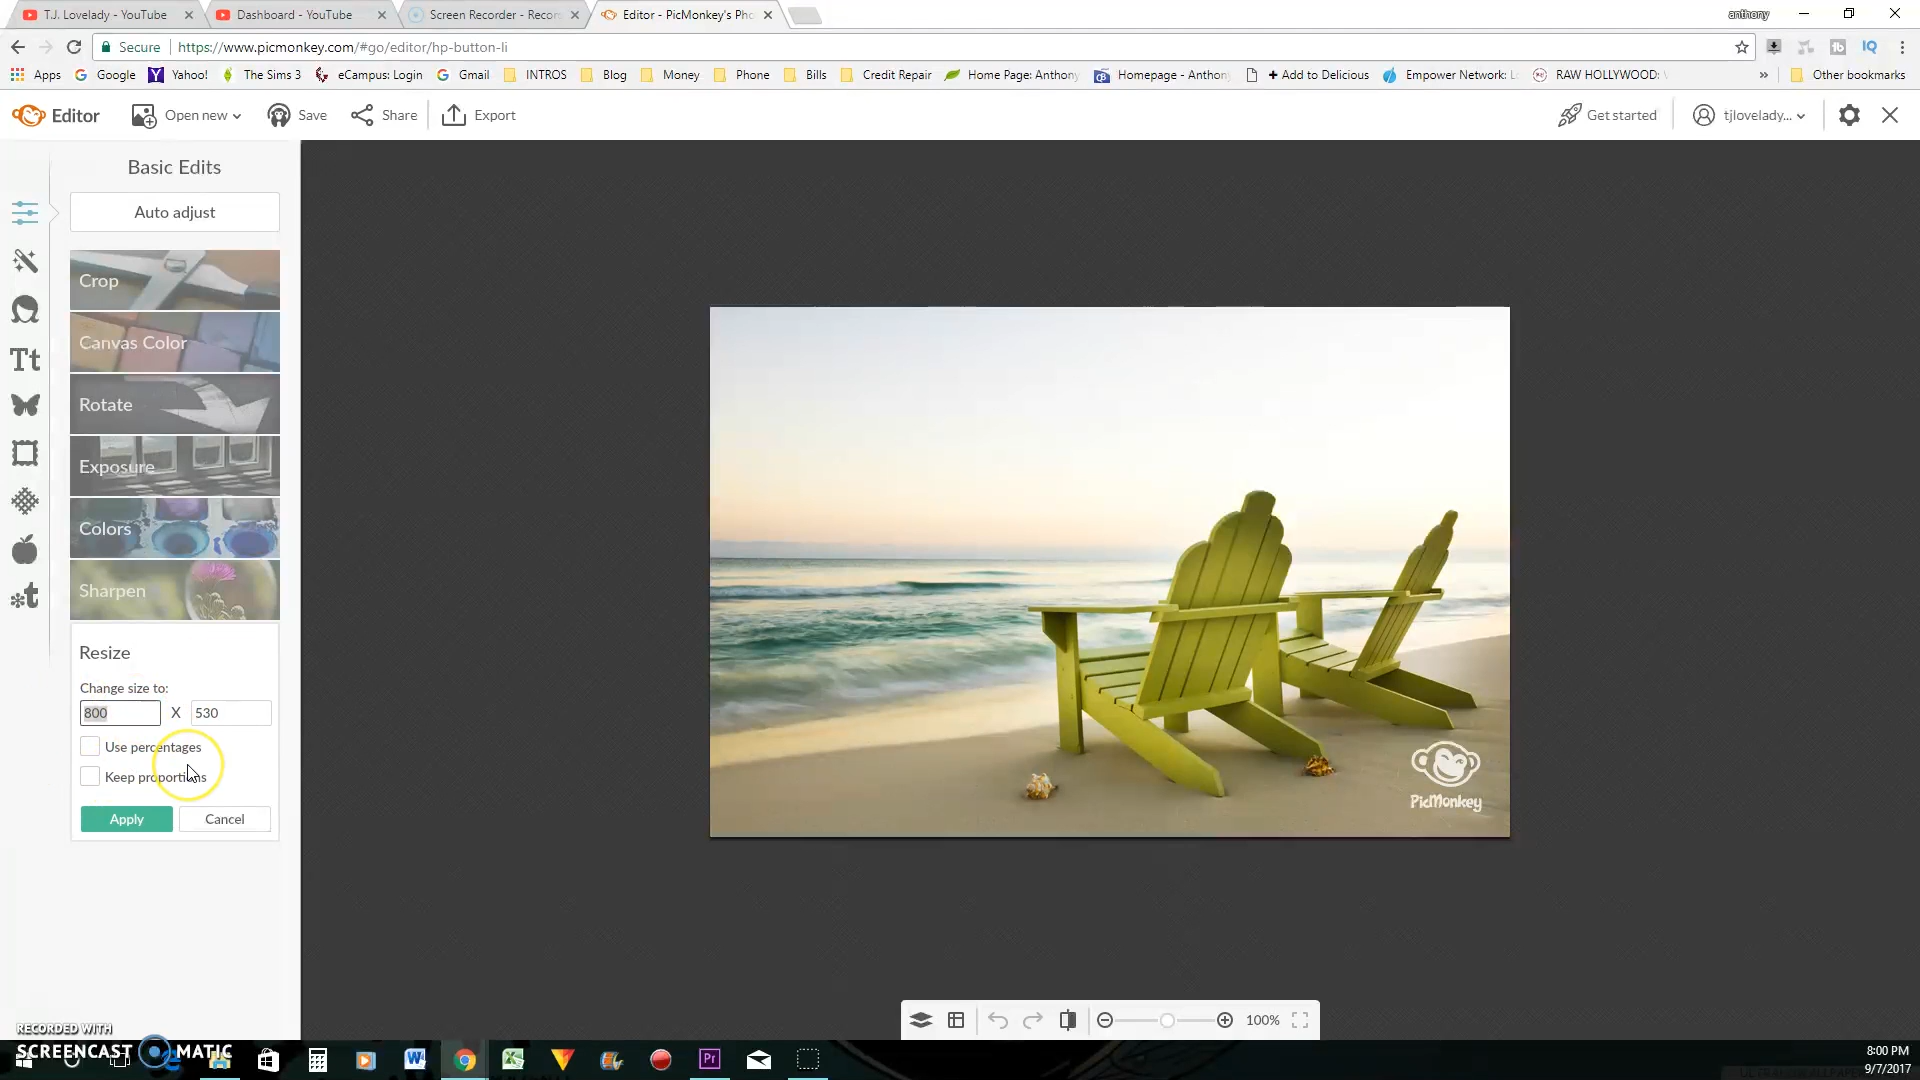 T.J. Lovelady - YouTube
Dashboard - YouTube
Screen Recorder - Recor
Editor - PicMonkey's Pho
anthony
Secure
https://www.picmonkey.com/#go/editor/hp-button-li
Apps
Google
Yahoo!
The Sims 3
eCampus: Login
Gmail
INTROS
Blog
Money
Phone
Bills
Credit Repair
Home Page: Anthony
Homepage - Anthony
+ Add to Delicious
Empower Network:
RAW HOLLYWOOD:
»
Other bookmarks
Editor
Open new
Save
Share
Export
Get started
tjlovelady...
Basic Edits
Auto adjust
Crop
Canvas Color
Rotate
Exposure
Colors
Sharpen
Resize
Change size to:
800 X 530
Use percentages
Keep proportions
Apply
Cancel
PicMonkey
100%
RECORDED WITH
SCREENCAST MATIC
8:00 PM
9/7/2017